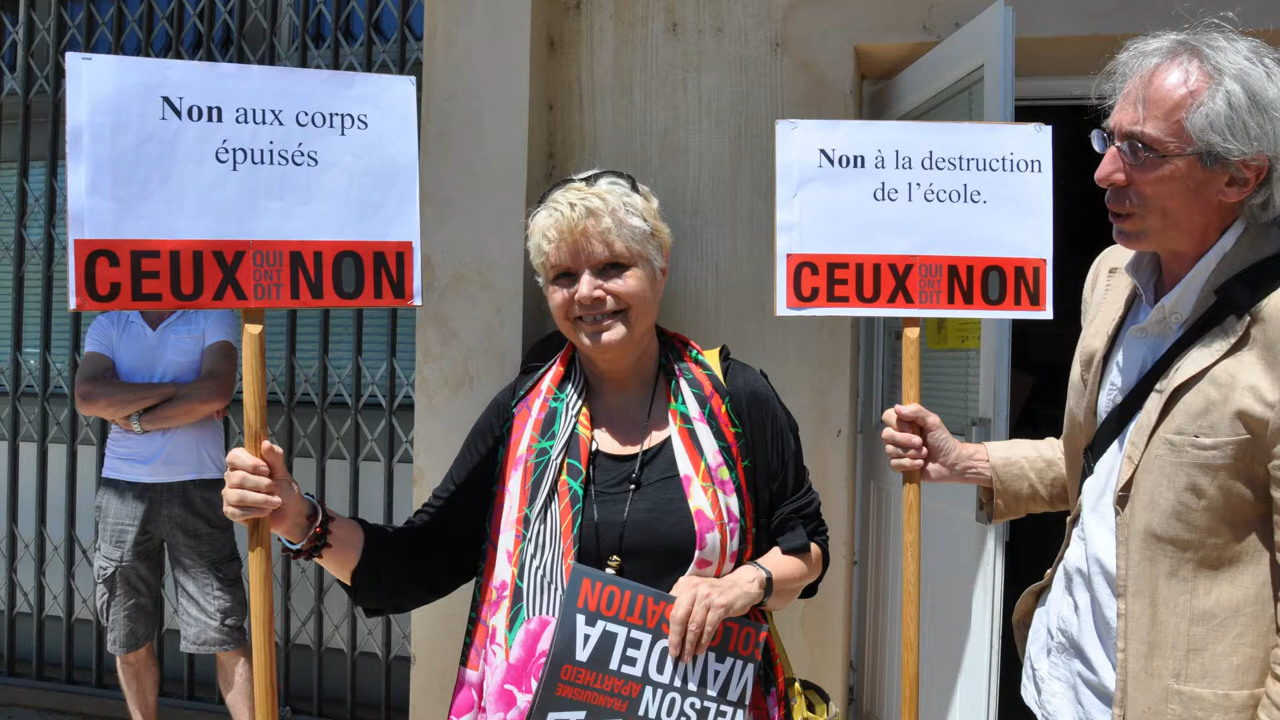 Non aux corps
épuisés
CEUX QUI ONT DIT NON
Non à la destruction
de l'école.
CEUX QUI ONT DIT NON
NELSON
MANDELA
FRANQUISME
APARTHEID